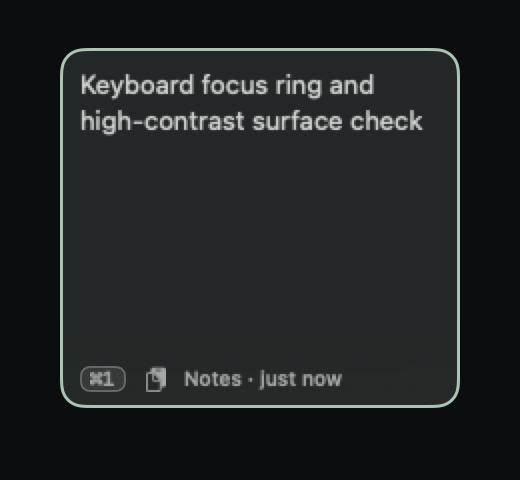 Keyboard focus ring and
high-contrast surface check
⌘1 Notes · just now